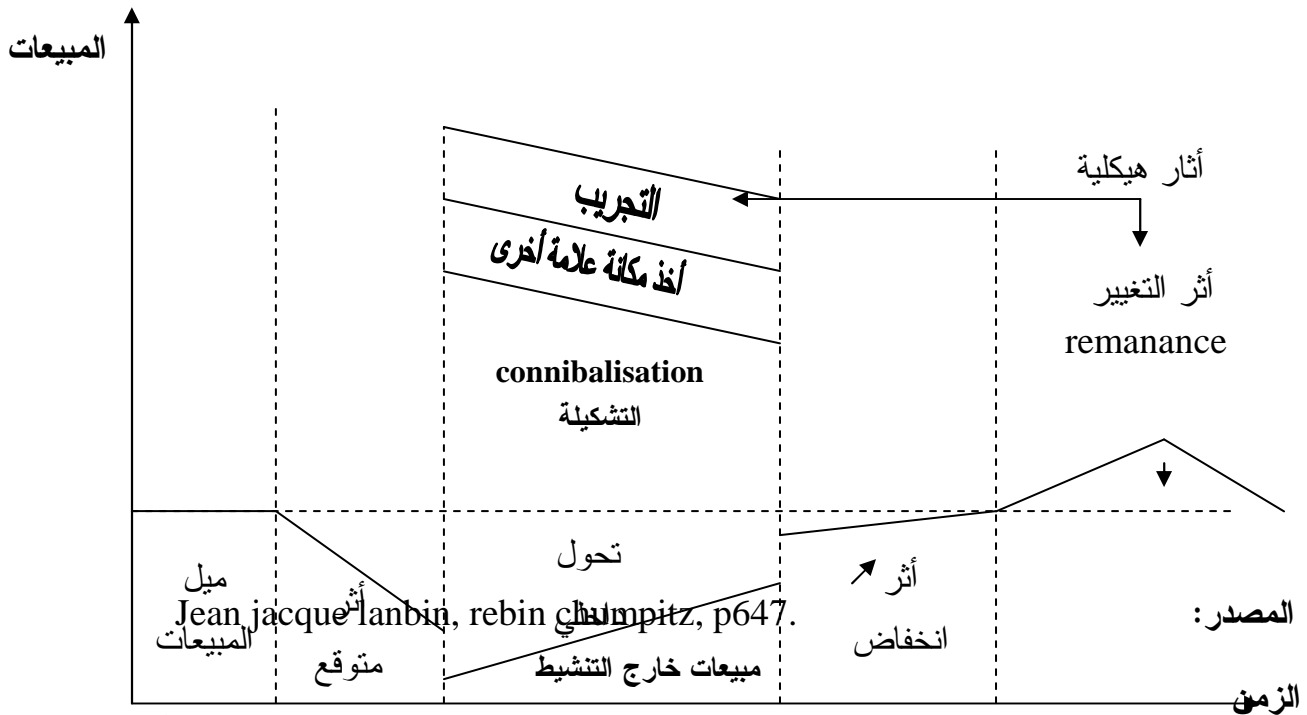 المبيعات
أثار هيكلية
التجريب
أخذ مكانة علامة أخرى
أثر التغيير
remanance
connibalisation
التشكيلة
تحول
ميل
أثر
أثر
المصدر:
Jean jacque lanbin, rebin chumpitz, p647.
المبيعات
انخفاض
متوقع
مبيعات خارج التنشيط
الزمن